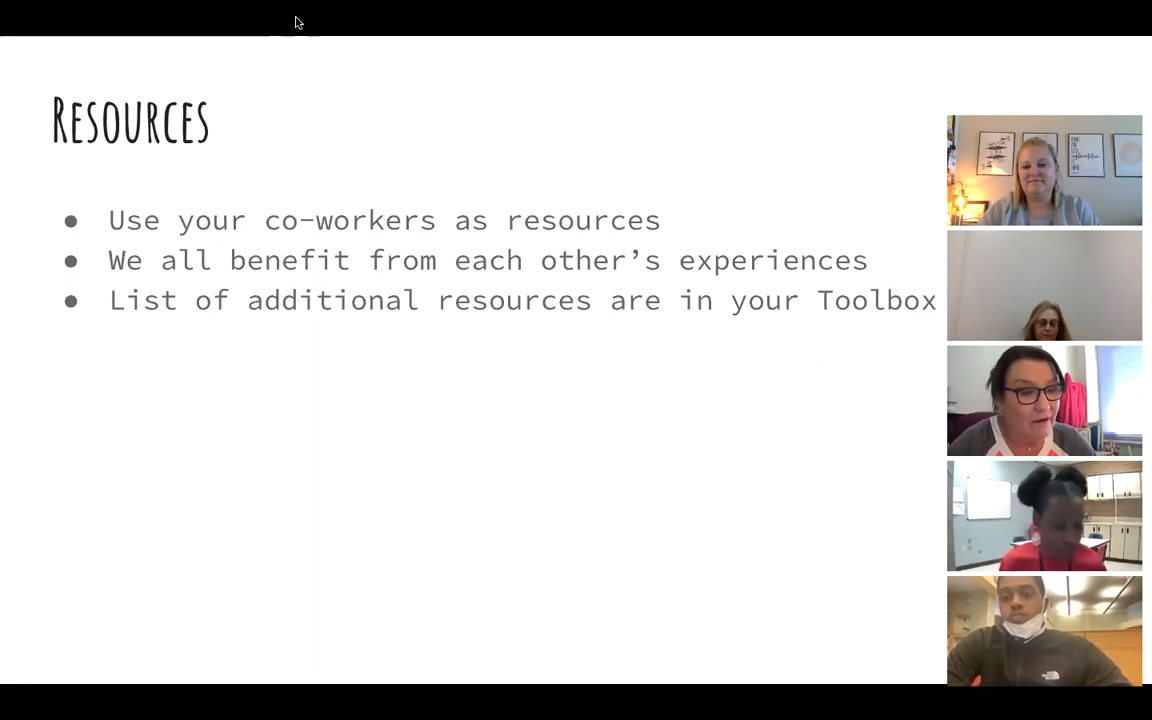 Resources
● Use your co-workers as resources
● We all benefit from each other’s experiences
● List of additional resources are in your Toolbox